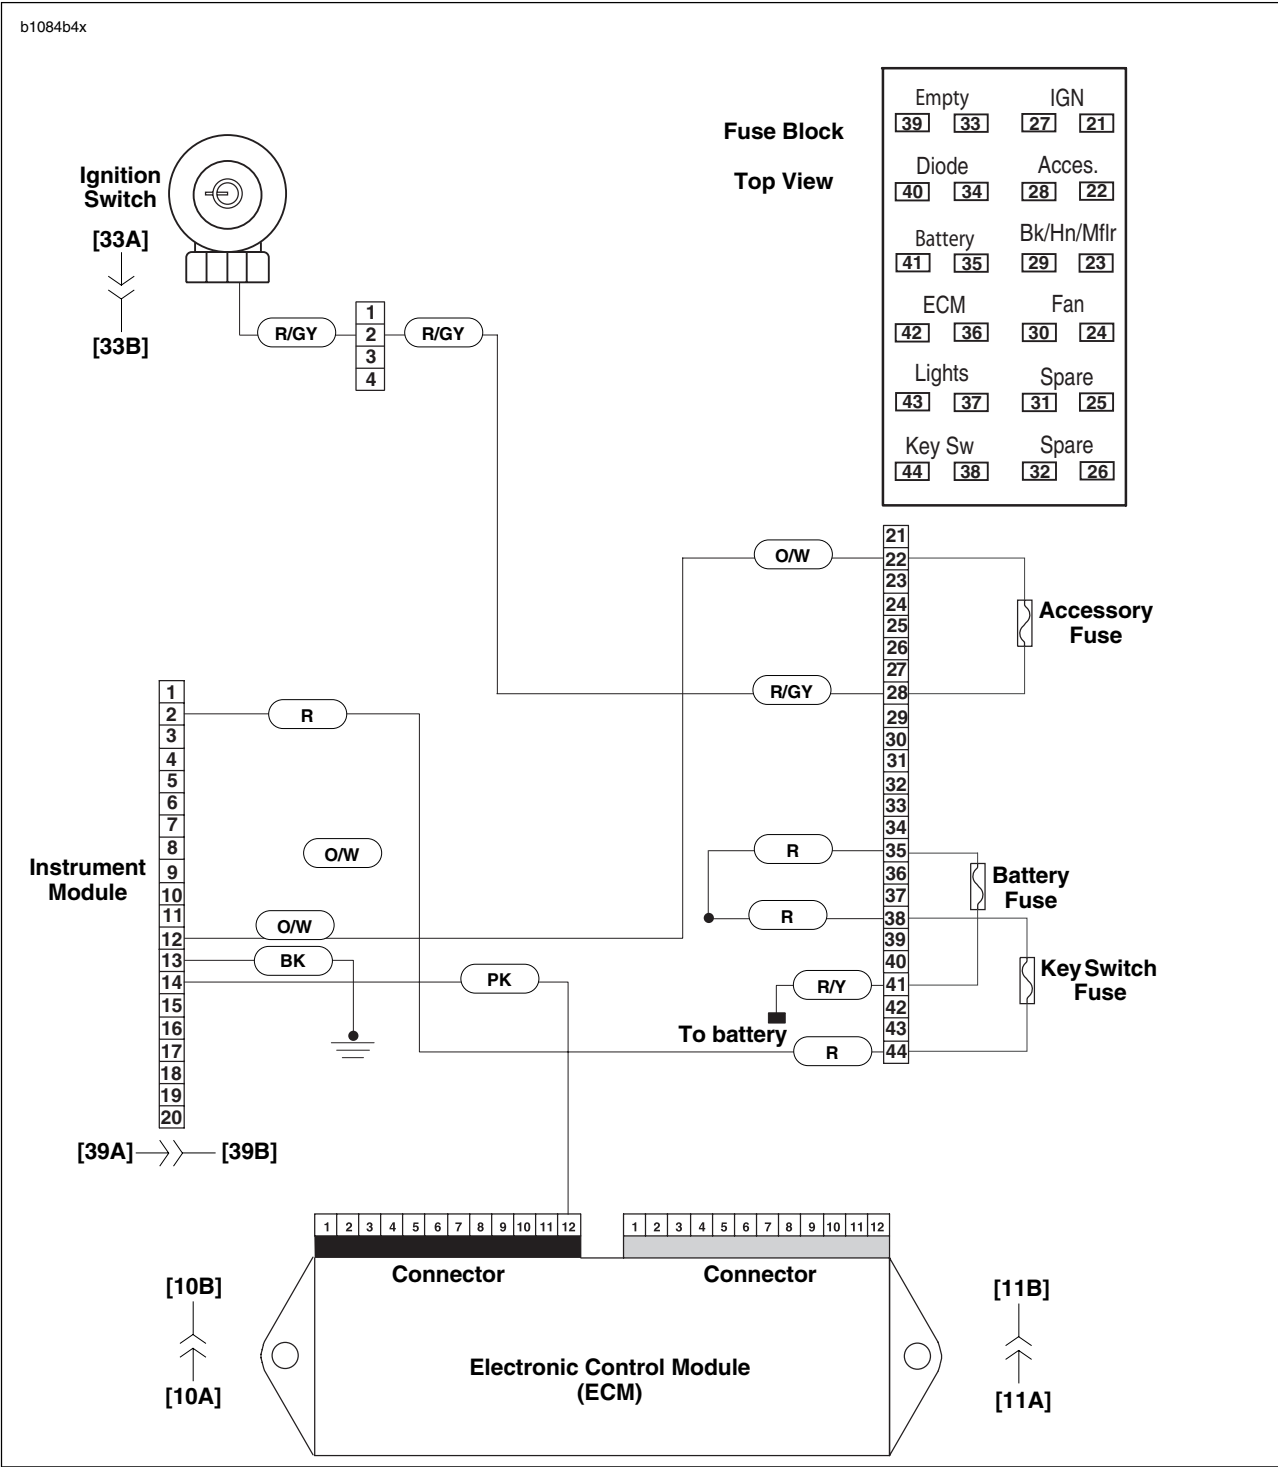 b1084b4x
Fuse Block
Top View
Empty IGN
39 33 27 21
Diode Acces.
40 34 28 22
Battery Bk/Hn/Mflr
41 35 29 23
ECM Fan
42 36 30 24
Lights Spare
43 37 31 25
Key Sw Spare
44 38 32 26
Ignition
Switch
[33A]
[33B]
R/GY
1
2
3
4
R/GY
O/W
R/GY
21
22
23
24
25
26
27
28
29
30
31
32
33
34
35
36
37
38
39
40
41
42
43
44
Accessory
Fuse
Battery
Fuse
Key Switch
Fuse
R
R
R/Y
To battery
R
Instrument
Module
1
2
3
4
5
6
7
8
9
10
11
12
13
14
15
16
17
18
19
20
R
O/W
O/W
BK
PK
[39A] [39B]
1 2 3 4 5 6 7 8 9 10 11 12
1 2 3 4 5 6 7 8 9 10 11 12
Connector
Connector
[10B]
[10A]
[11B]
[11A]
Electronic Control Module
(ECM)